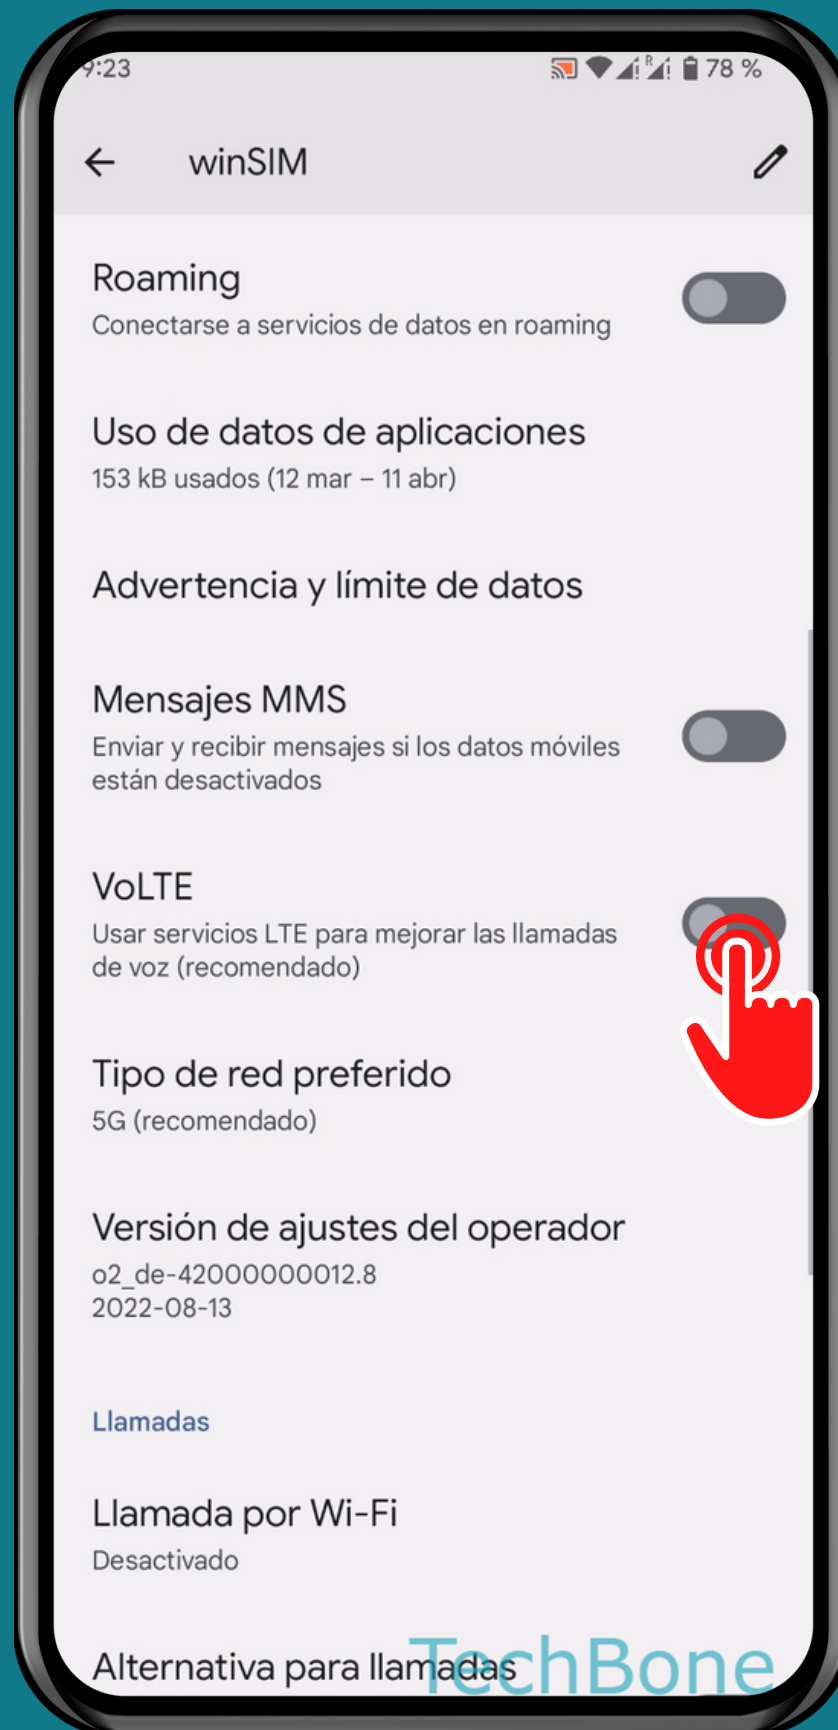 9:23
R
78 %
winSIM
Roaming
Conectarse a servicios de datos en roaming
Uso de datos de aplicaciones
153 kB usados (12 mar – 11 abr)
Advertencia y límite de datos
Mensajes MMS
Enviar y recibir mensajes si los datos móviles
están desactivados
VoLTE
Usar servicios LTE para mejorar las llamadas
de voz (recomendado)
Tipo de red preferido
5G (recomendado)
Versión de ajustes del operador
o2_de-42000000012.8
2022-08-13
Llamadas
Llamada por Wi-Fi
Desactivado
Alternativa para llamadas
TechBone